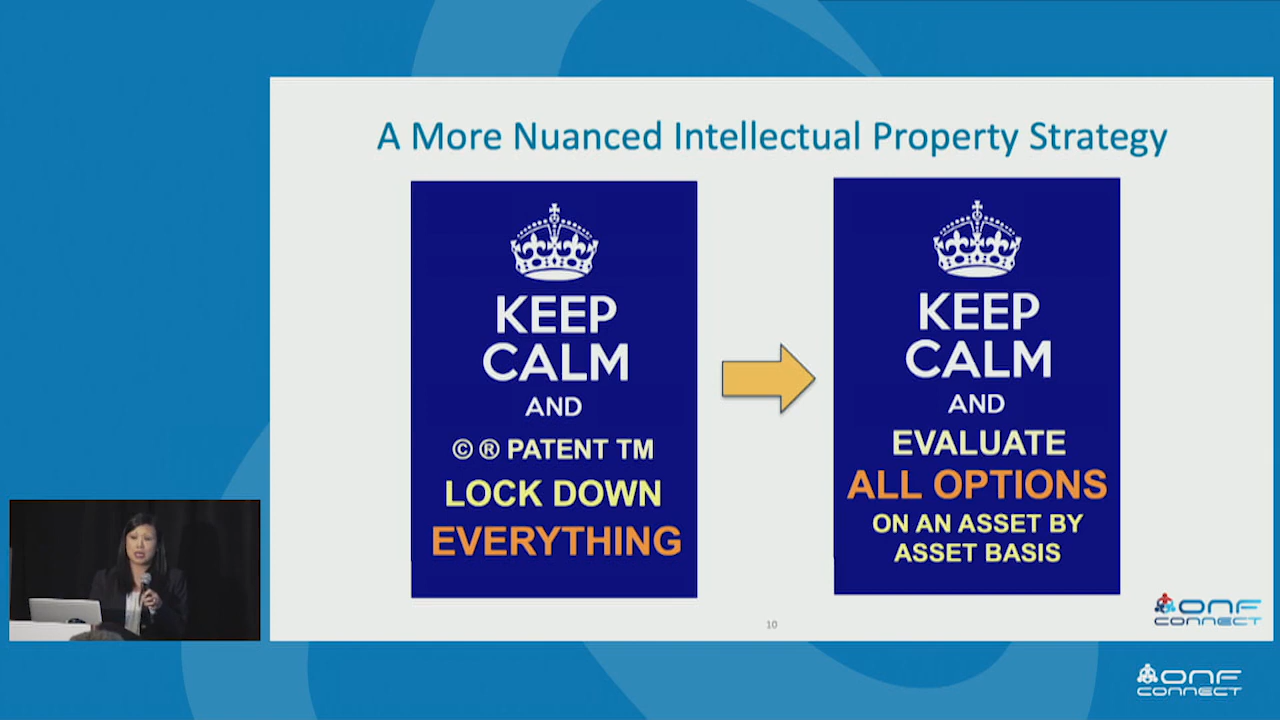 A More Nuanced Intellectual Property Strategy
KEEP
CALM
AND
© ® PATENT TM
LOCK DOWN
EVERYTHING
KEEP
CALM
AND
EVALUATE
ALL OPTIONS
ON AN ASSET BY
ASSET BASIS
10
ONF
CONNECT
ONF
CONNECT